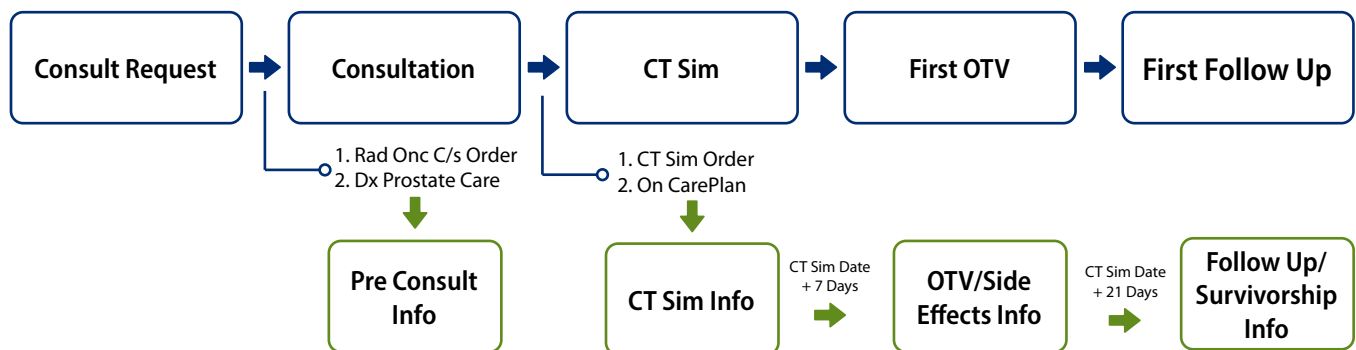 Consult Request
Consultation
CT Sim
First OTV
First Follow Up
1. Rad Onc C/s Order
2. Dx Prostate Care
1. CT Sim Order
2. On CarePlan
Pre Consult
Info
CT Sim Info
CT Sim Date
+ 7 Days
OTV/Side
Effects Info
CT Sim Date
+ 21 Days
Follow Up/
Survivorship
Info